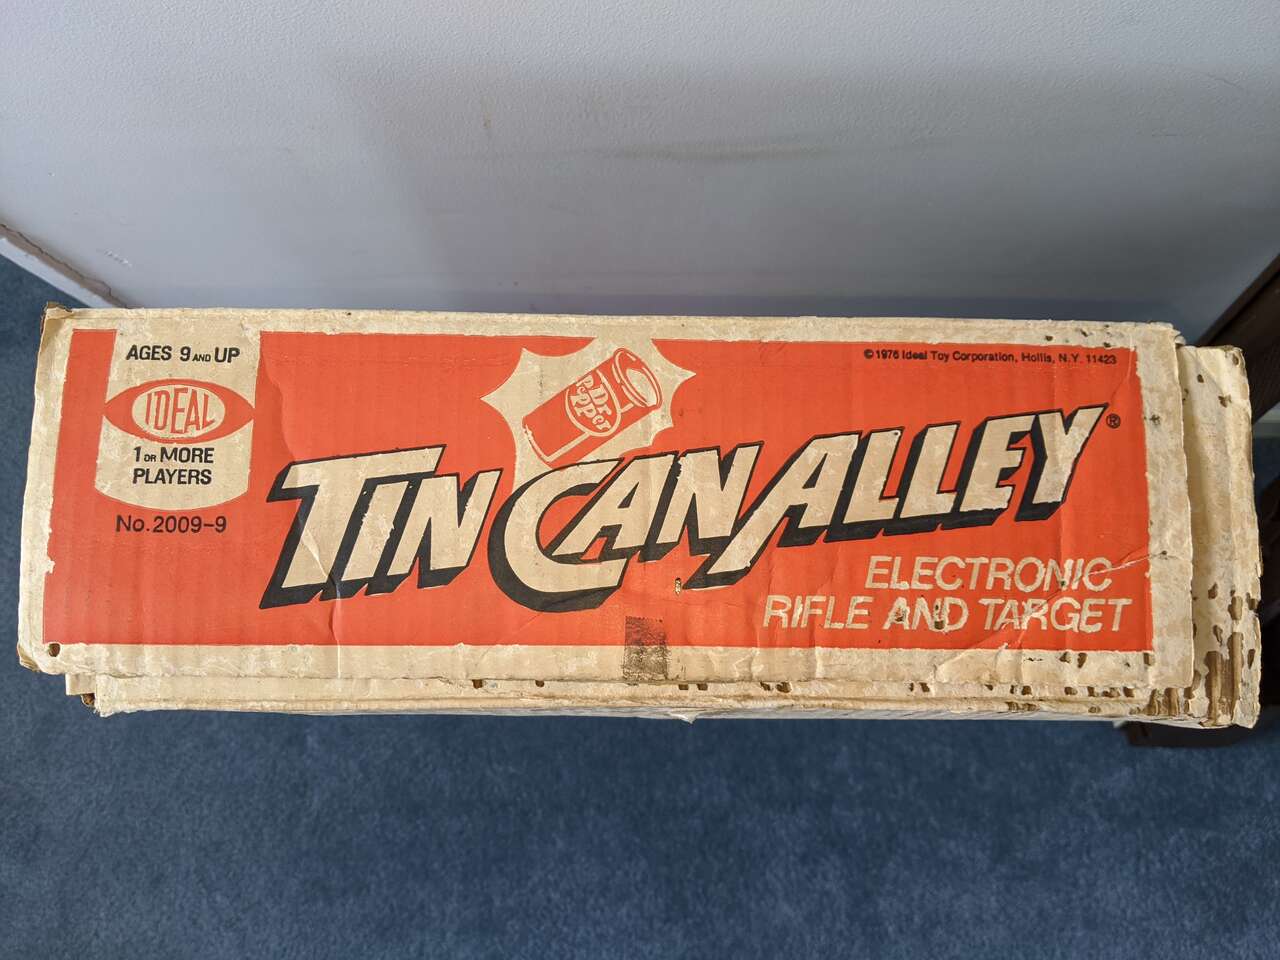 AGES 9 AND UP
IDEAL
1 OR MORE
PLAYERS
No. 2009-9
©1976 Ideal Toy Corporation, Hollis, N.Y. 11423
DR PEPPER
TIN CAN ALLEY®
ELECTRONIC
RIFLE AND TARGET